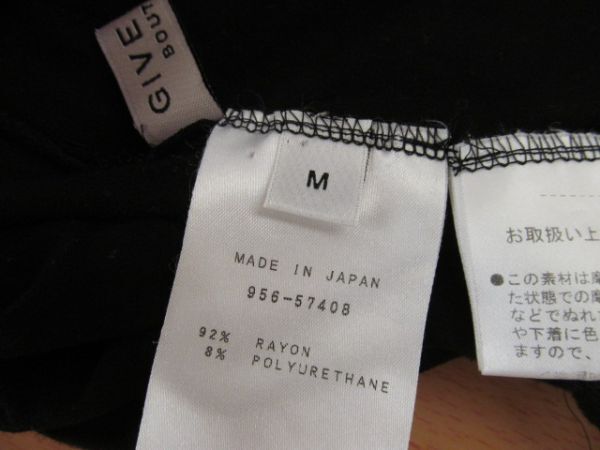 GIVE
BOUT
M
MADE IN JAPAN
956-57408
92% RAYON
8% POLYURETHANE
お取扱い上
●この素材は摩
た状態での摩
などでぬれ
や下着に色
ますので、